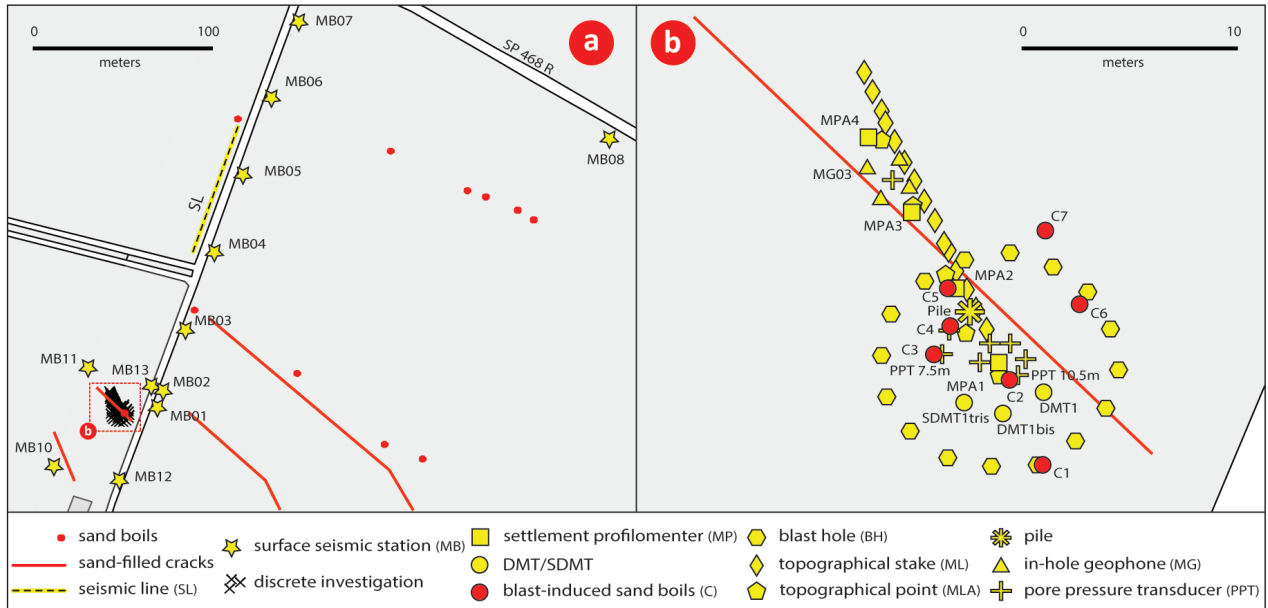 0 100
meters
a
MB07
SP 468 R
MB06
MB08
MB05
SL
MB04
MB03
MB11
MB13
MB02
MB01
b
MB10
MB12
b
0 10
meters
MPA4
MG03
MPA3
C7
MPA2
C5
C6
Pile
C4
C3
PPT 7.5m
PPT 10.5m
MPA1
C2
DMT1
SDMT1tris
DMT1bis
C1
sand boils
sand-filled cracks
seismic line (SL)
surface seismic station (MB)
discrete investigation
settlement profilomenter (MP)
DMT/SDMT
blast-induced sand boils (C)
blast hole (BH)
topographical stake (ML)
topographical point (MLA)
pile
in-hole geophone (MG)
pore pressure transducer (PPT)